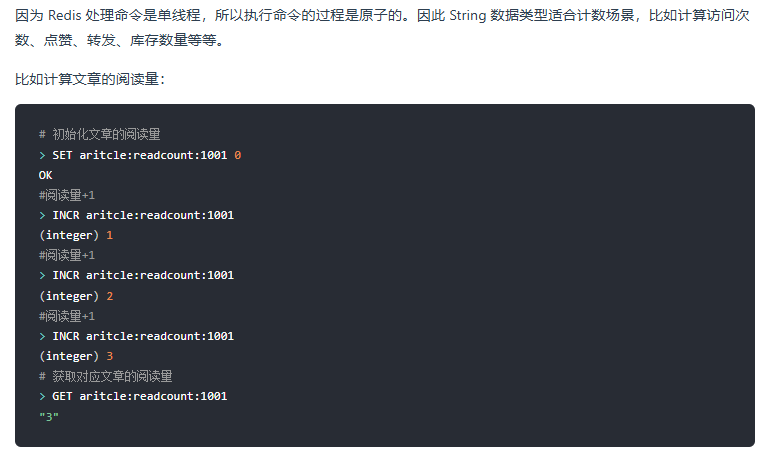 因为 Redis 处理命令是单线程，所以执行命令的过程是原子的。因此 String 数据类型适合计数场景，比如计算访问次
数、点赞、转发、库存数量等等。
比如计算文章的阅读量：
# 初始化文章的阅读量
> SET aritcle:readcount:1001 0
OK
#阅读量+1
> INCR aritcle:readcount:1001
(integer) 1
#阅读量+1
> INCR aritcle:readcount:1001
(integer) 2
#阅读量+1
> INCR aritcle:readcount:1001
(integer) 3
# 获取对应文章的阅读量
> GET aritcle:readcount:1001
"3"